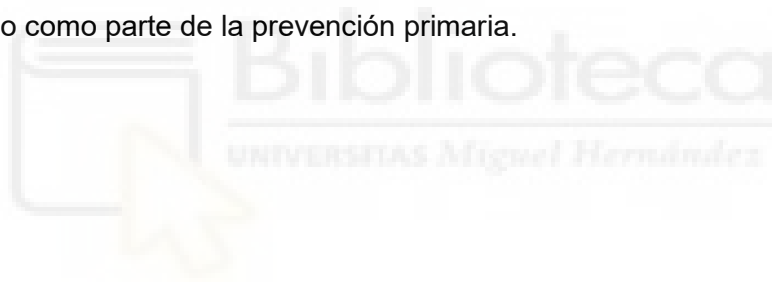 o como parte de la prevención primaria.
Biblioteca
UNIVERSITAS Miguel Hernández